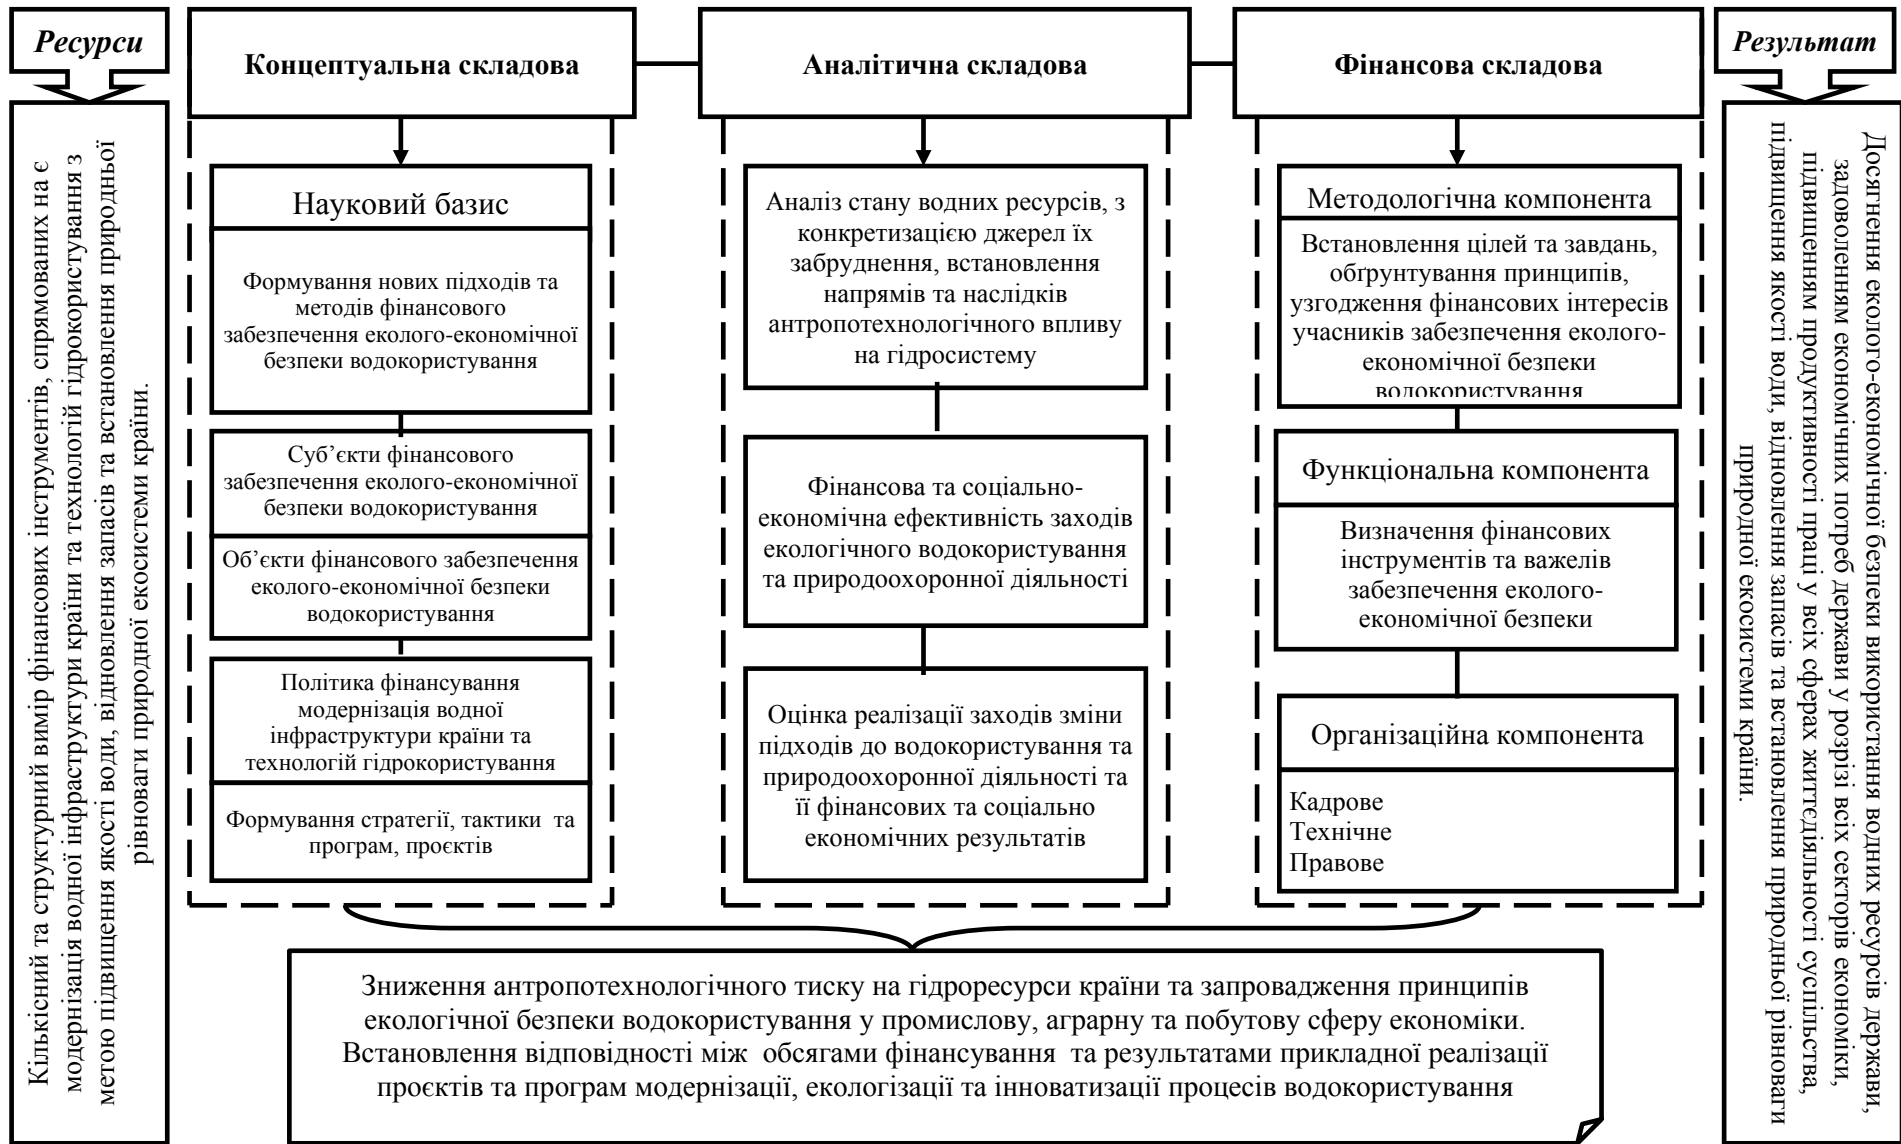 Ресурси
Кількісний та структурний вимір фінансових інструментів, спрямованих на є
модернізація водної інфраструктури країни та технологій гідрокористування з
метою підвищення якості води, відновлення запасів та встановлення природньої
рівноваги природної екосистеми країни.
Концептуальна складова
Науковий базис
Формування нових підходів та
методів фінансового
забезпечення еколого-економічної
безпеки водокористування
Суб’єкти фінансового
забезпечення еколого-економічної
безпеки водокористування
Об’єкти фінансового забезпечення
еколого-економічної безпеки
водокористування
Політика фінансування
модернізація водної
інфраструктури країни та
технологій гідрокористування
Формування стратегії, тактики та
програм, проєктів
Аналітична складова
Аналіз стану водних ресурсів, з
конкретизацією джерел їх
забруднення, встановлення
напрямів та наслідків
антропотехнологічного впливу
на гідросистему
Фінансова та соціально-
економічна ефективність заходів
екологічного водокористування
та природоохоронної діяльності
Оцінка реалізації заходів зміни
підходів до водокористування та
природоохоронної діяльності та
її фінансових та соціально
економічних результатів
Фінансова складова
Методологічна компонента
Встановлення цілей та завдань,
обґрунтування принципів,
узгодження фінансових інтересів
учасників забезпечення еколого-
економічної безпеки
водокористування
Функціональна компонента
Визначення фінансових
інструментів та важелів
забезпечення еколого-
економічної безпеки
Організаційна компонента
Кадрове
Технічне
Правове
Результат
Досягнення еколого-економічної безпеки використання водних ресурсів держави,
задоволенням економічних потреб держави у розрізі всіх секторів економіки,
підвищенням продуктивності праці у всіх сферах життєдіяльності суспільства,
підвищення якості води, відновлення запасів та встановлення природньої рівноваги
природної екосистеми країни.
Зниження антропотехнологічного тиску на гідроресурси країни та запровадження принципів
екологічної безпеки водокористування у промислову, аграрну та побутову сферу економіки.
Встановлення відповідності між обсягами фінансування та результатами прикладної реалізації
проєктів та програм модернізації, екологізації та інноватизації процесів водокористування